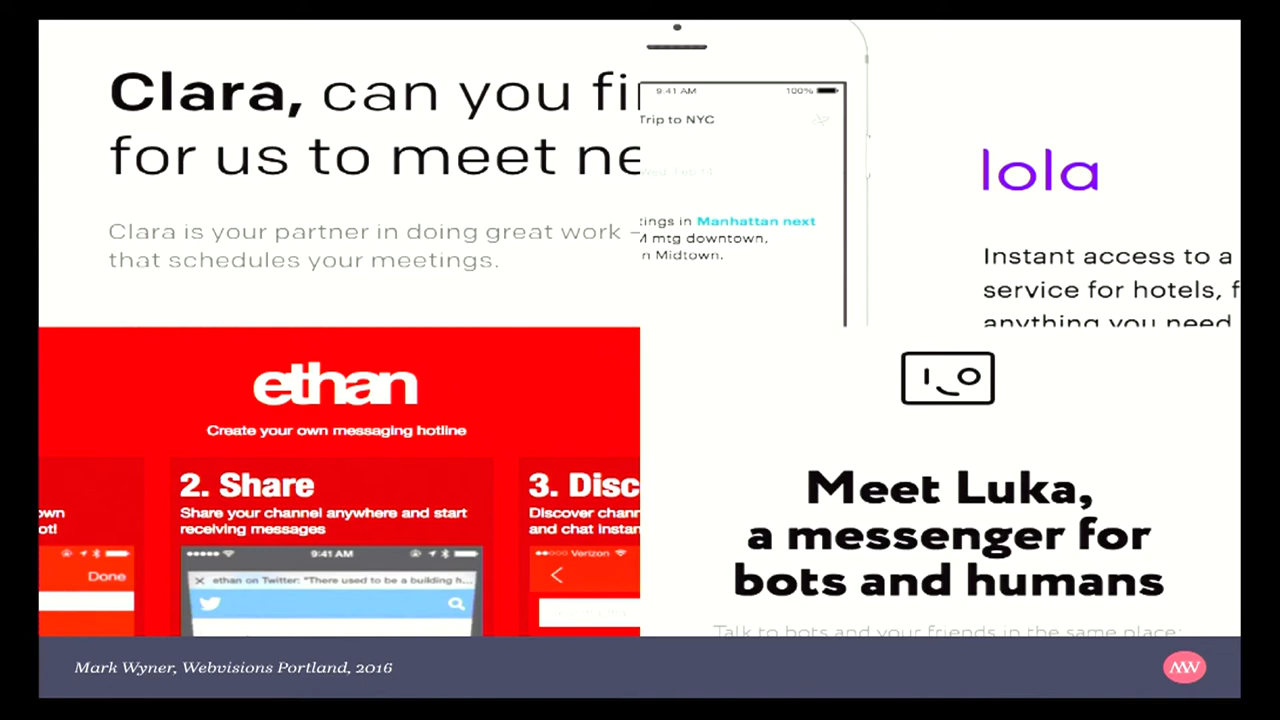 Clara, can you fi
for us to meet ne
Clara is your partner in doing great work –
that schedules your meetings.
9:41 AM 100%
Trip to NYC
Wed, Feb
tings in Manhattan next
M mtg downtown,
n Midtown.
lola
Instant access to a
service for hotels, f
anything you need
ethan
Create your own messaging hotline
own
ot!
Done
2. Share
Share your channel anywhere and start
receiving messages
9:41 AM
ethan on Twitter: "There used to be a building h...
3. Disc
Discover chann
and chat instan
Verizon
Meet Luka,
a messenger for
bots and humans
Talk to bots and your friends in the same place:
Mark Wyner, Webvisions Portland, 2016
MW